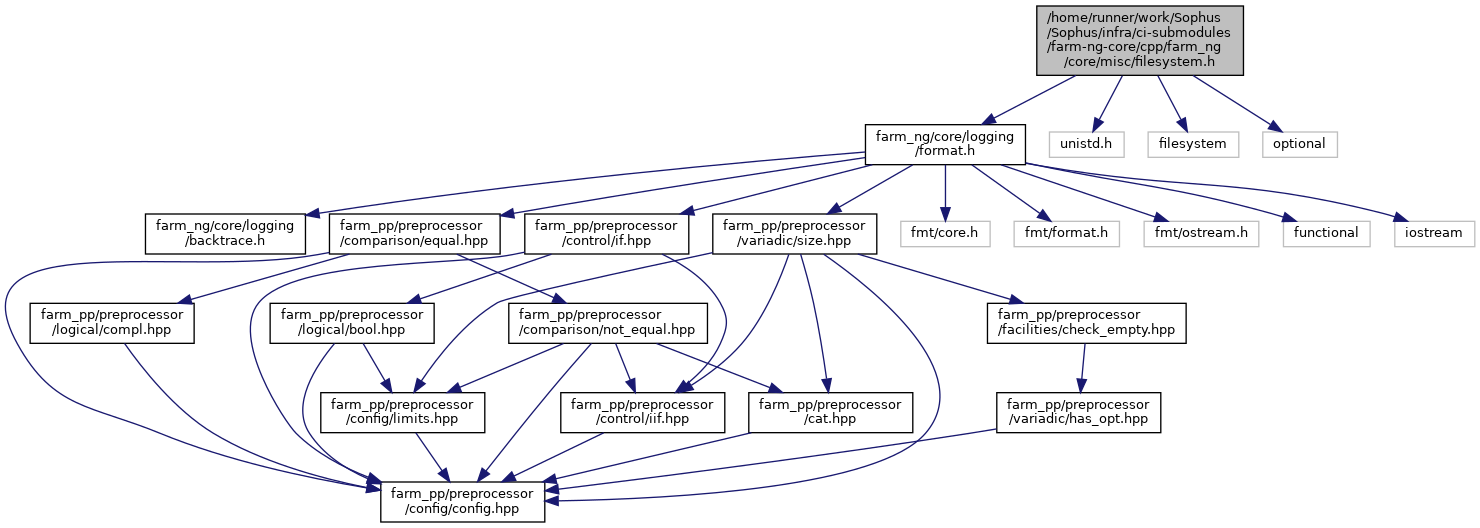 /home/runner/work/Sophus
/Sophus/infra/ci-submodules
/farm-ng-core/cpp/farm_ng
/core/misc/filesystem.h
farm_ng/core/logging
/format.h
unistd.h
filesystem
optional
farm_ng/core/logging
/backtrace.h
farm_pp/preprocessor
/comparison/equal.hpp
farm_pp/preprocessor
/control/if.hpp
farm_pp/preprocessor
/variadic/size.hpp
fmt/core.h
fmt/format.h
fmt/ostream.h
functional
iostream
farm_pp/preprocessor
/logical/compl.hpp
farm_pp/preprocessor
/logical/bool.hpp
farm_pp/preprocessor
/comparison/not_equal.hpp
farm_pp/preprocessor
/facilities/check_empty.hpp
farm_pp/preprocessor
/config/limits.hpp
farm_pp/preprocessor
/control/iif.hpp
farm_pp/preprocessor
/cat.hpp
farm_pp/preprocessor
/variadic/has_opt.hpp
farm_pp/preprocessor
/config/config.hpp